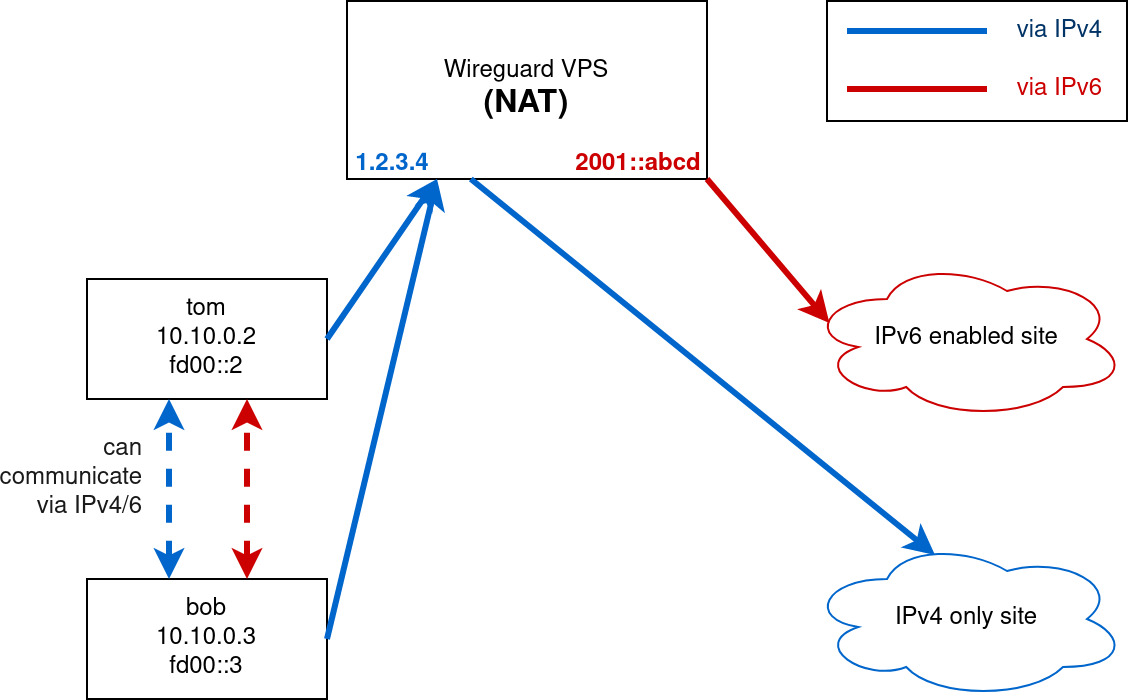 Wireguard VPS
(NAT)
1.2.3.4
2001::abcd
via IPv4
via IPv6
tom
10.10.0.2
fd00::2
can
communicate
via IPv4/6
bob
10.10.0.3
fd00::3
IPv6 enabled site
IPv4 only site